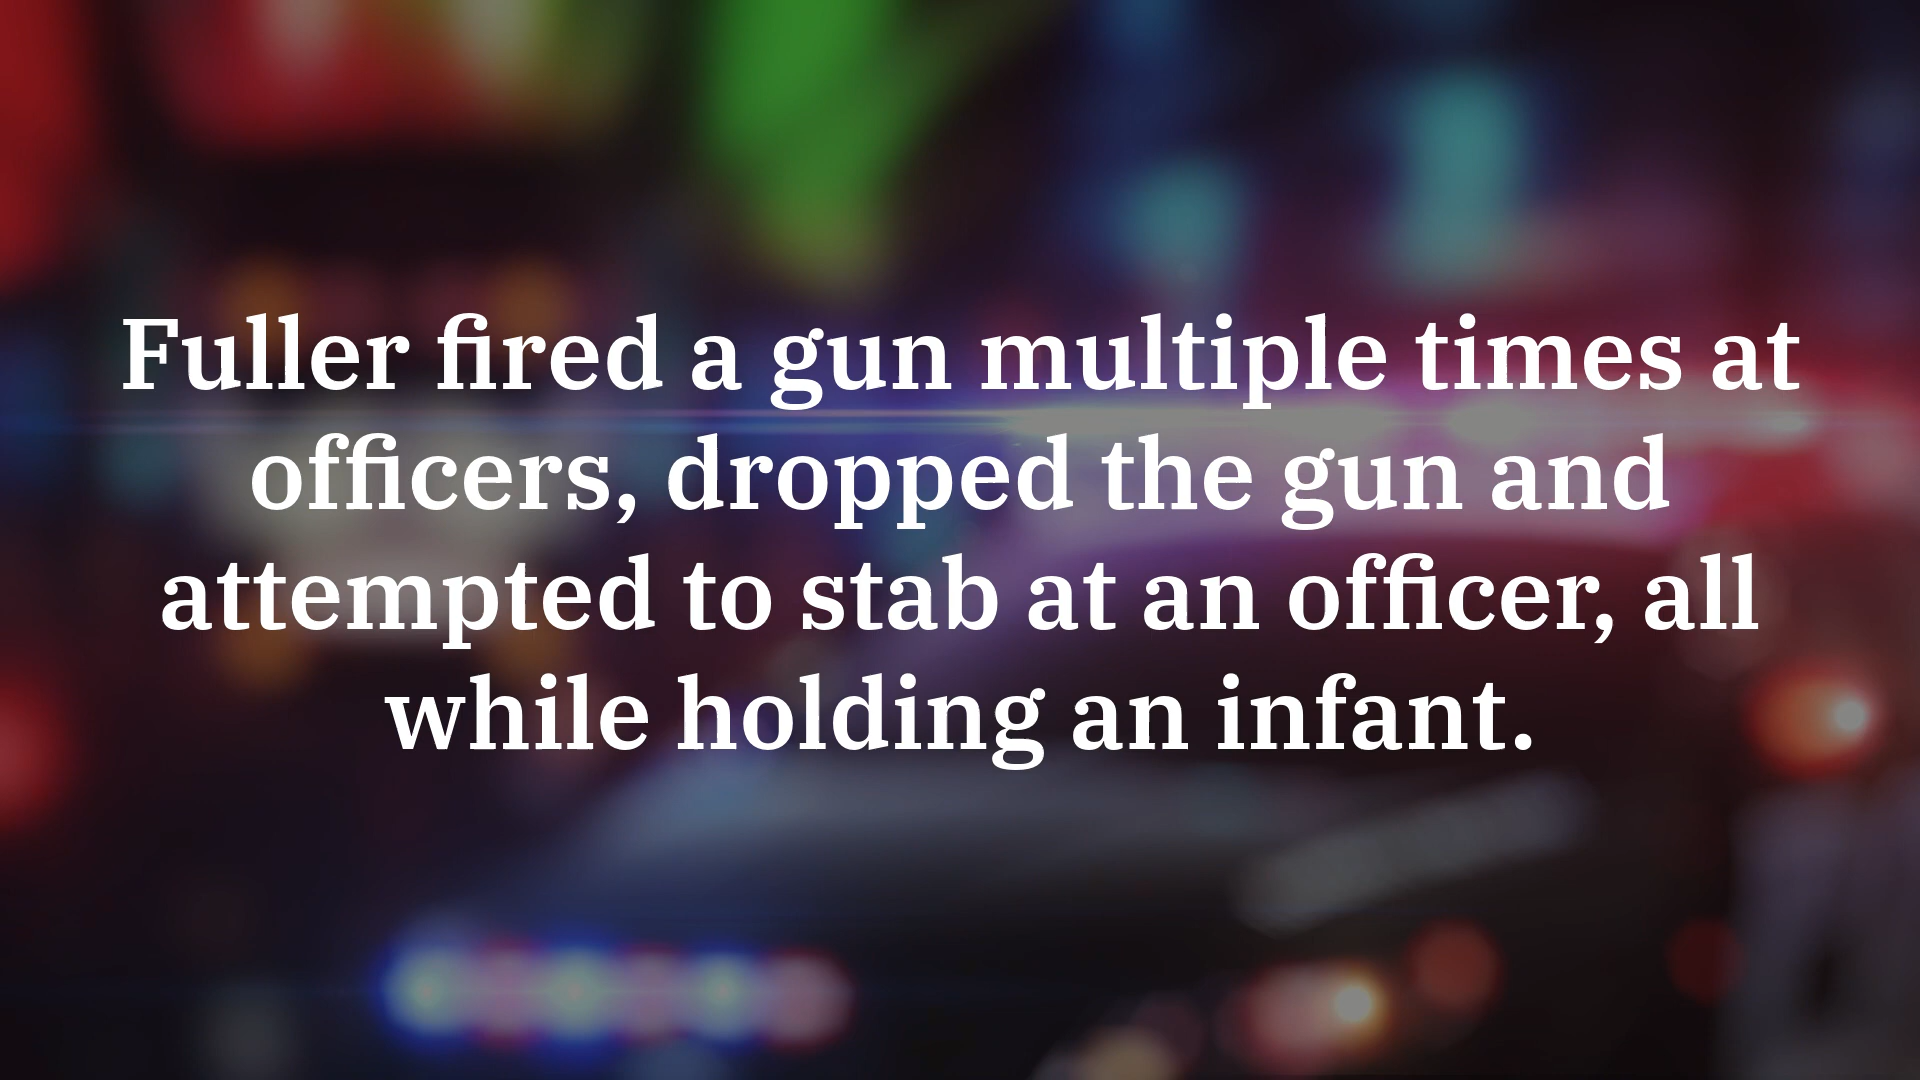 Fuller fired a gun multiple times at
officers, dropped the gun and
attempted to stab at an officer, all
while holding an infant.